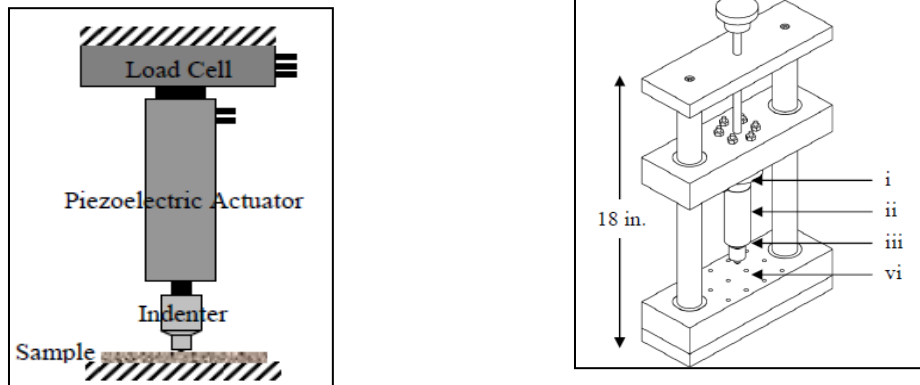 Load Cell
Piezoelectric Actuator
Indenter
Sample
18 in.
i
ii
iii
vi